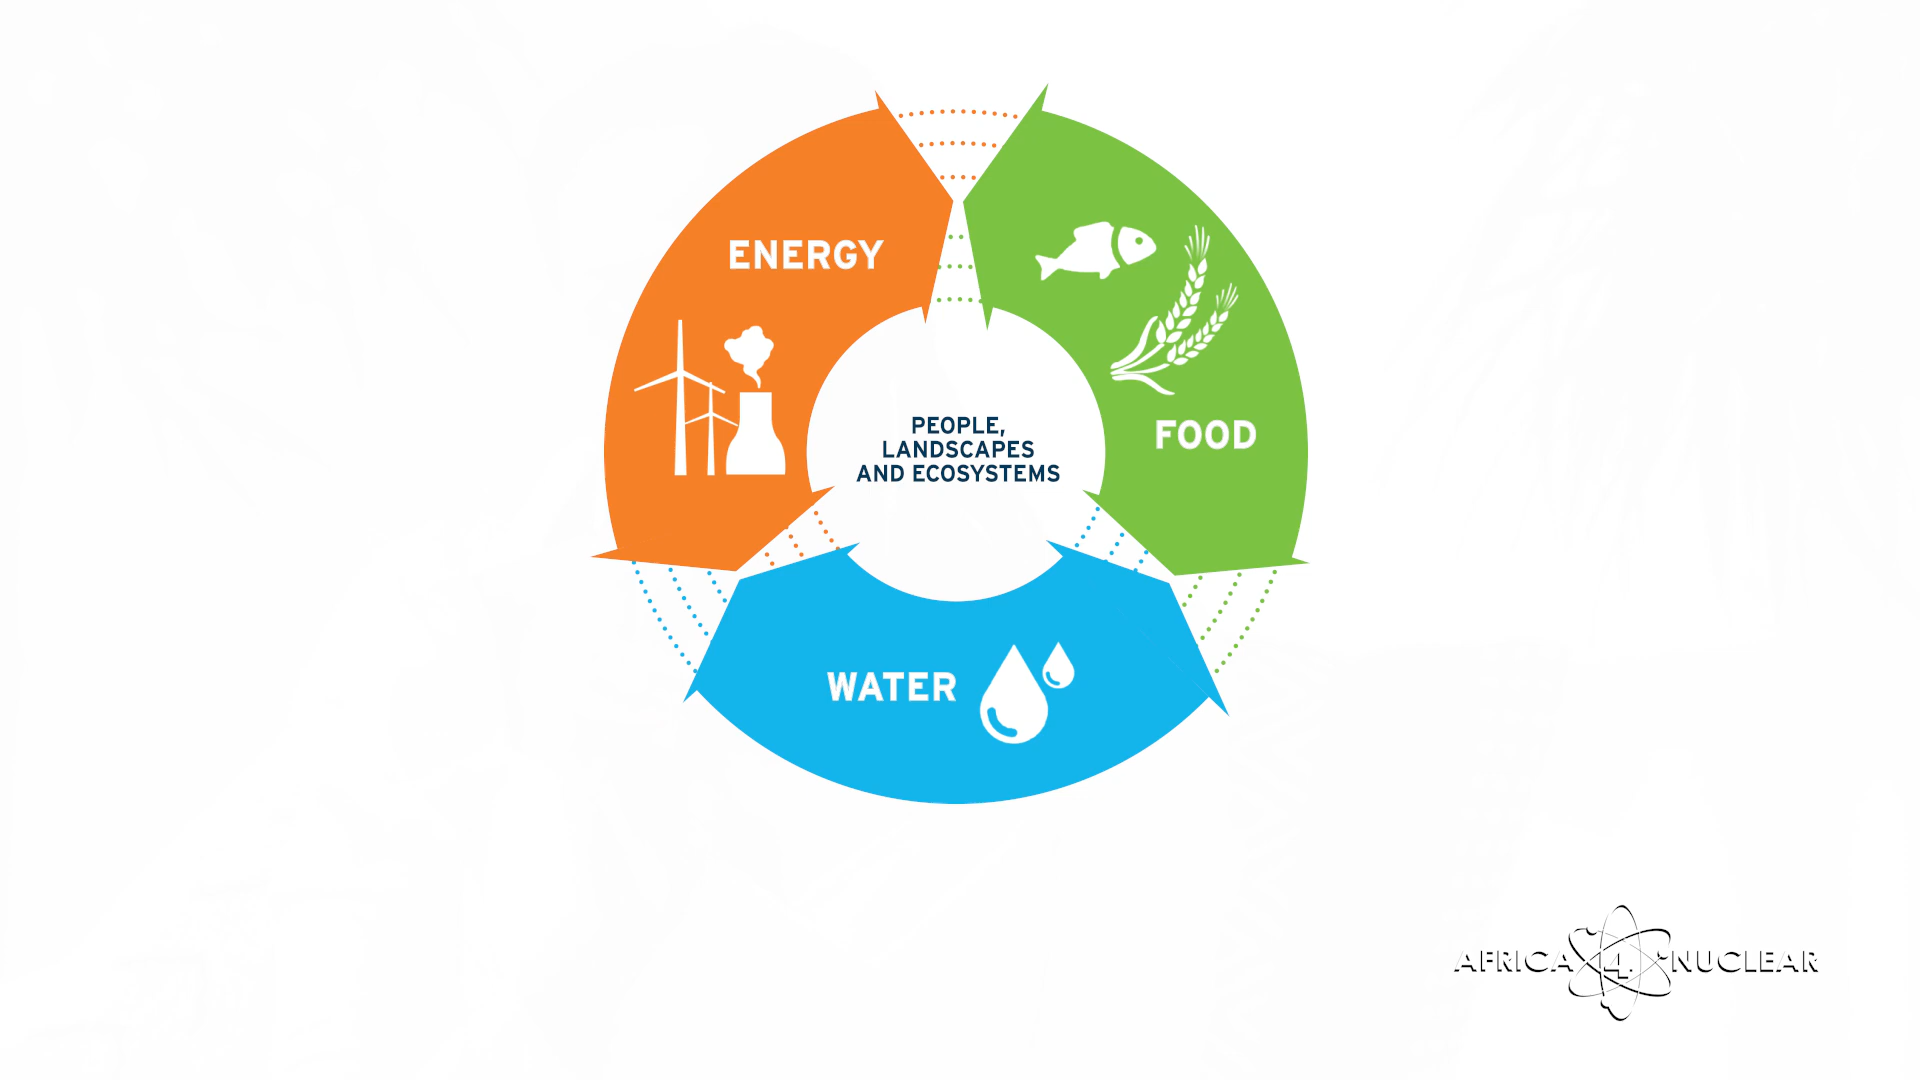 ENERGY
FOOD
PEOPLE,
LANDSCAPES
AND ECOSYSTEMS
WATER
AFRICA 4 NUCLEAR